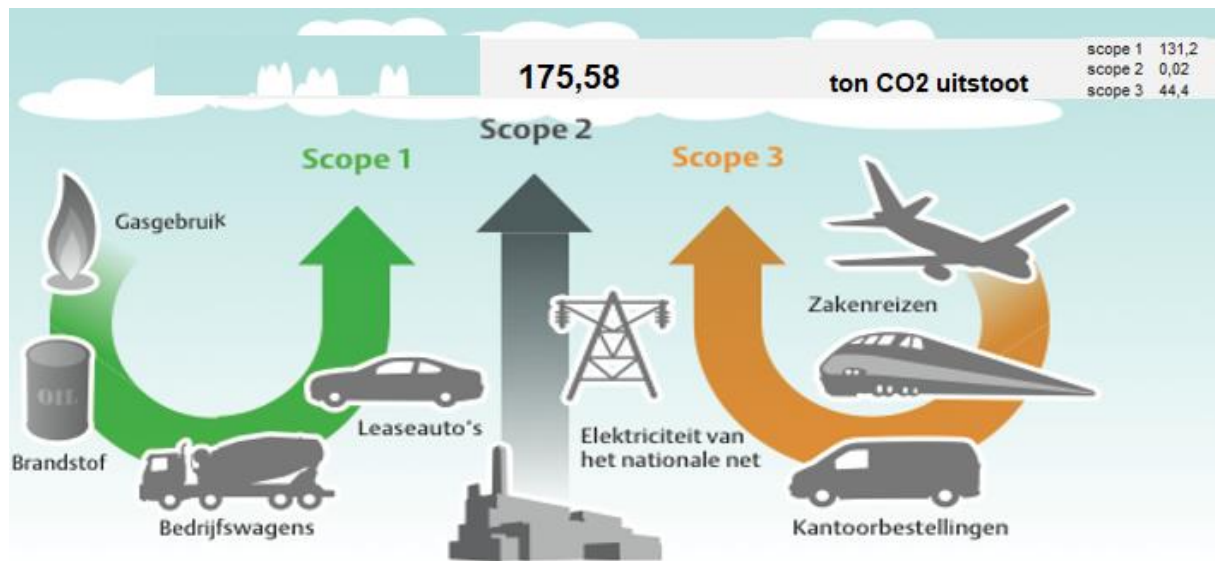 175,58
ton CO2 uitstoot
scope 1 131,2
scope 2 0,02
scope 3 44,4
Scope 1
Scope 2
Scope 3
Gasgebruik
OIL
Brandstof
Bedrijfswagens
Leaseauto's
Elektriciteit van
het nationale net
Zakenreizen
Kantoorbestellingen